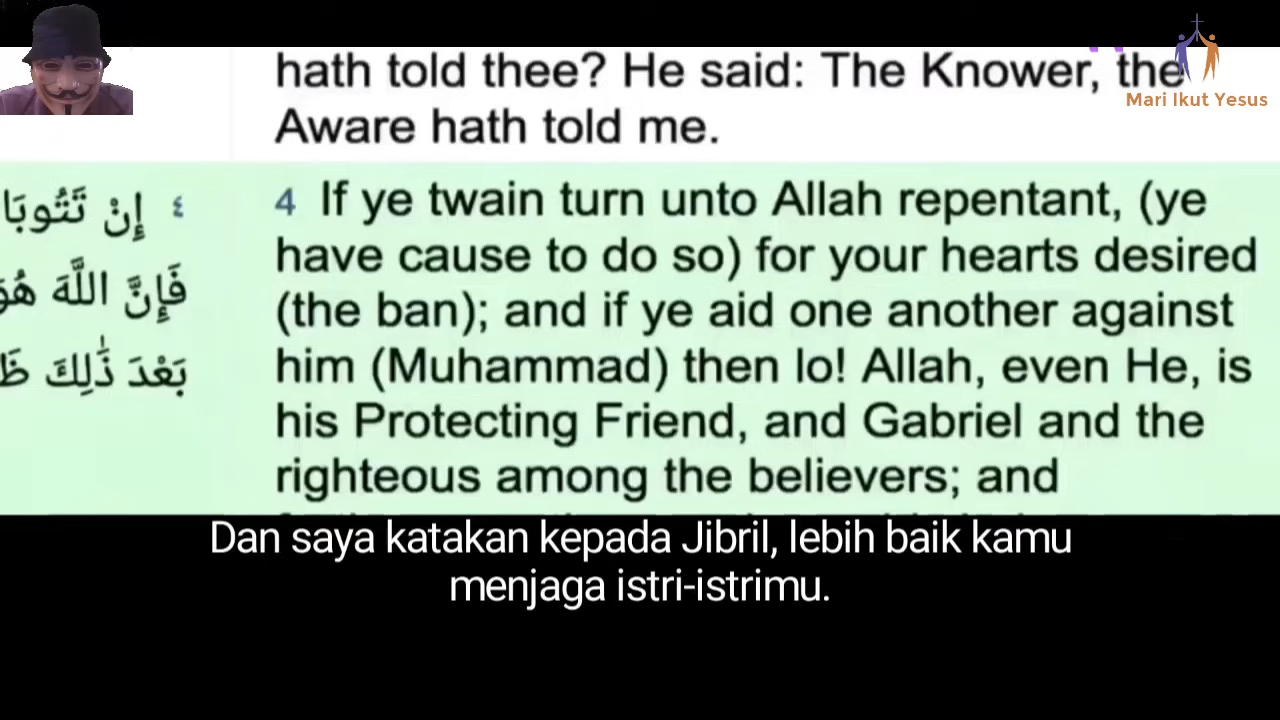 hath told thee? He said: The Knower, the
Aware hath told me.
Mari Ikut Yesus
٤ إِنْ تَتُوبَا
فَإِنَّ اللَّهَ هُوَ
بَعْدَ ذَٰلِكَ
4 If ye twain turn unto Allah repentant, (ye
have cause to do so) for your hearts desired
(the ban); and if ye aid one another against
him (Muhammad) then lo! Allah, even He, is
his Protecting Friend, and Gabriel and the
righteous among the believers; and
Dan saya katakan kepada Jibril, lebih baik kamu
menjaga istri-istrimu.